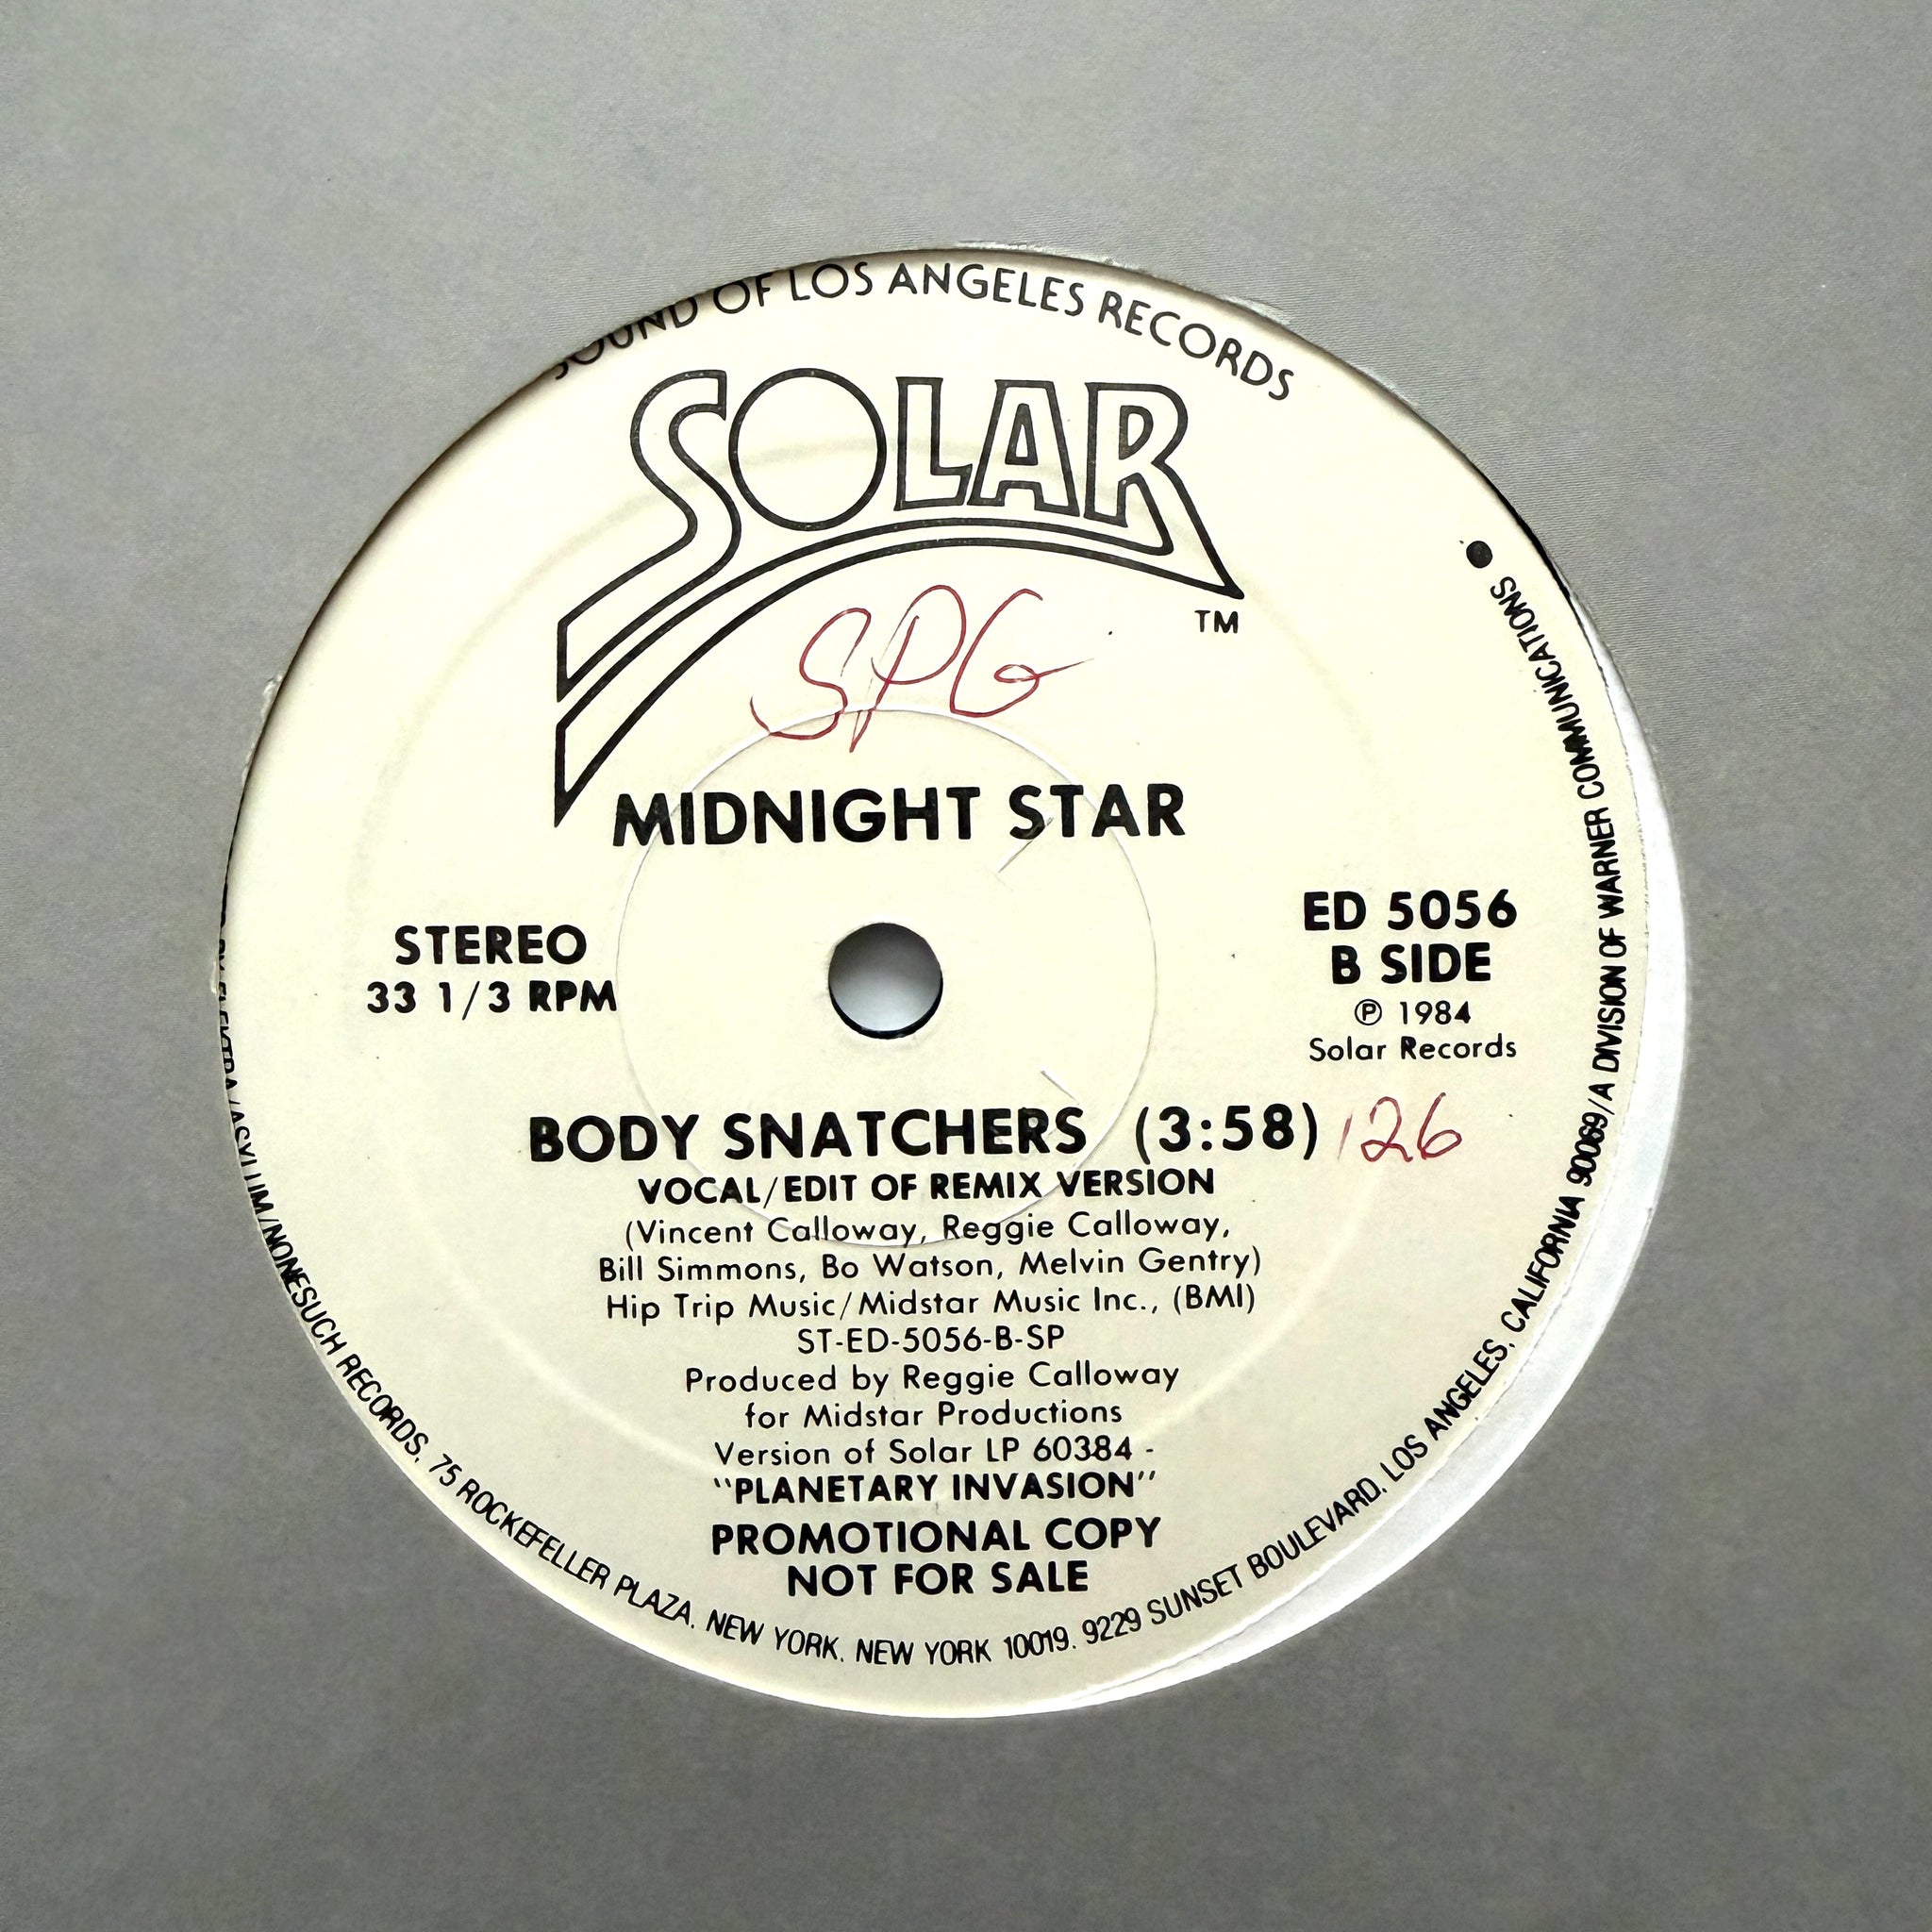 SOUND OF LOS ANGELES RECORDS
SOLAR
TM
SPG
MIDNIGHT STAR
STEREO
33 1/3 RPM
ED 5056
B SIDE
℗ 1984
Solar Records
BODY SNATCHERS (3:58) 126
VOCAL/EDIT OF REMIX VERSION
(Vincent Calloway, Reggie Calloway,
Bill Simmons, Bo Watson, Melvin Gentry)
Hip Trip Music/Midstar Music Inc., (BMI)
ST-ED-5056-B-SP
Produced by Reggie Calloway
for Midstar Productions
Version of Solar LP 60384 -
"PLANETARY INVASION"
PROMOTIONAL COPY
NOT FOR SALE
ELEKTRA/ASYLUM/NONESUCH RECORDS, 75 ROCKEFELLER PLAZA, NEW YORK, NEW YORK 10019. 9229 SUNSET BOULEVARD, LOS ANGELES, CALIFORNIA 90069/A DIVISION OF WARNER COMMUNICATIONS ●